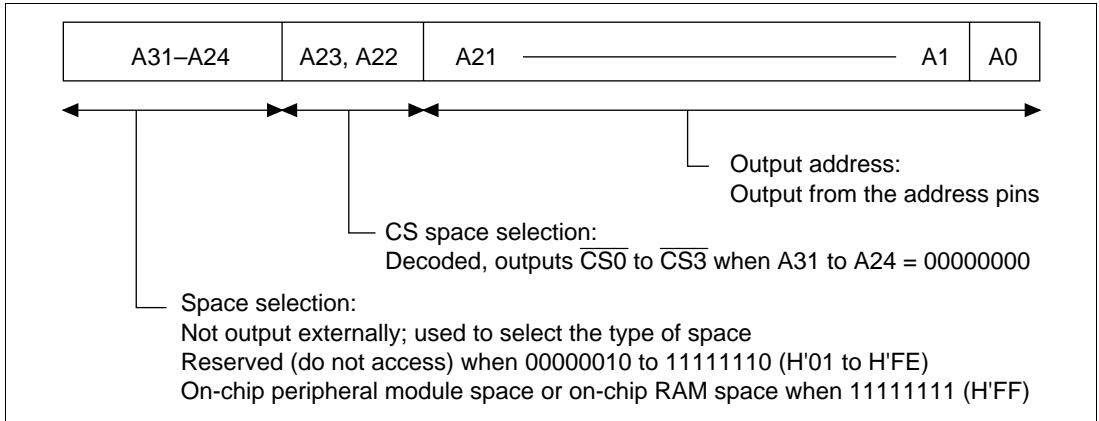 A31–A24 A23, A22 A21 A1 A0
Output address:
Output from the address pins
CS space selection:
Decoded, outputs C̅S̅0̅ to C̅S̅3̅ when A31 to A24 = 00000000
Space selection:
Not output externally; used to select the type of space
Reserved (do not access) when 00000010 to 11111110 (H'01 to H'FE)
On-chip peripheral module space or on-chip RAM space when 11111111 (H'FF)